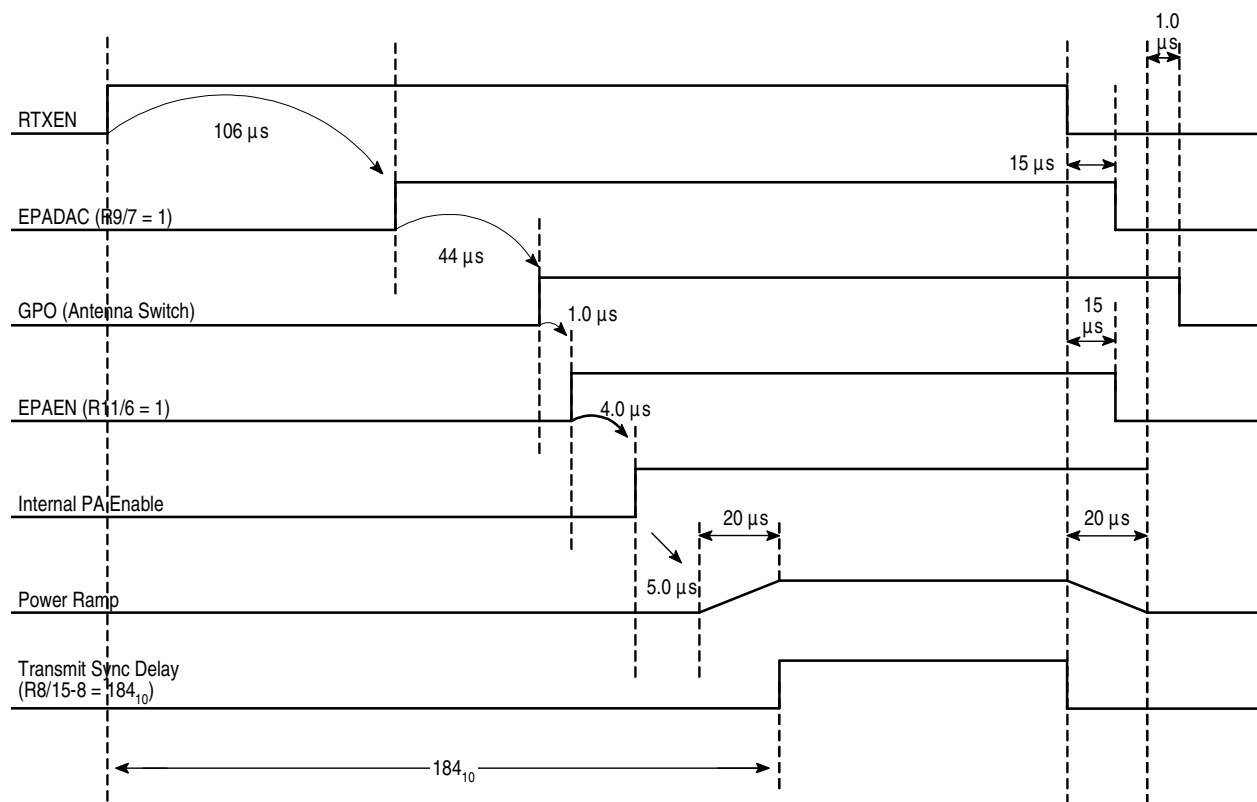 1.0
µs
RTXEN
106 µs
15 µs
EPADAC (R9/7 = 1)
44 µs
GPO (Antenna Switch)
1.0 µs
15
µs
EPAEN (R11/6 = 1)
4.0 µs
Internal PA Enable
20 µs
20 µs
5.0 µs
Power Ramp
Transmit Sync Delay
(R8/15-8 = 184₁₀)
184₁₀